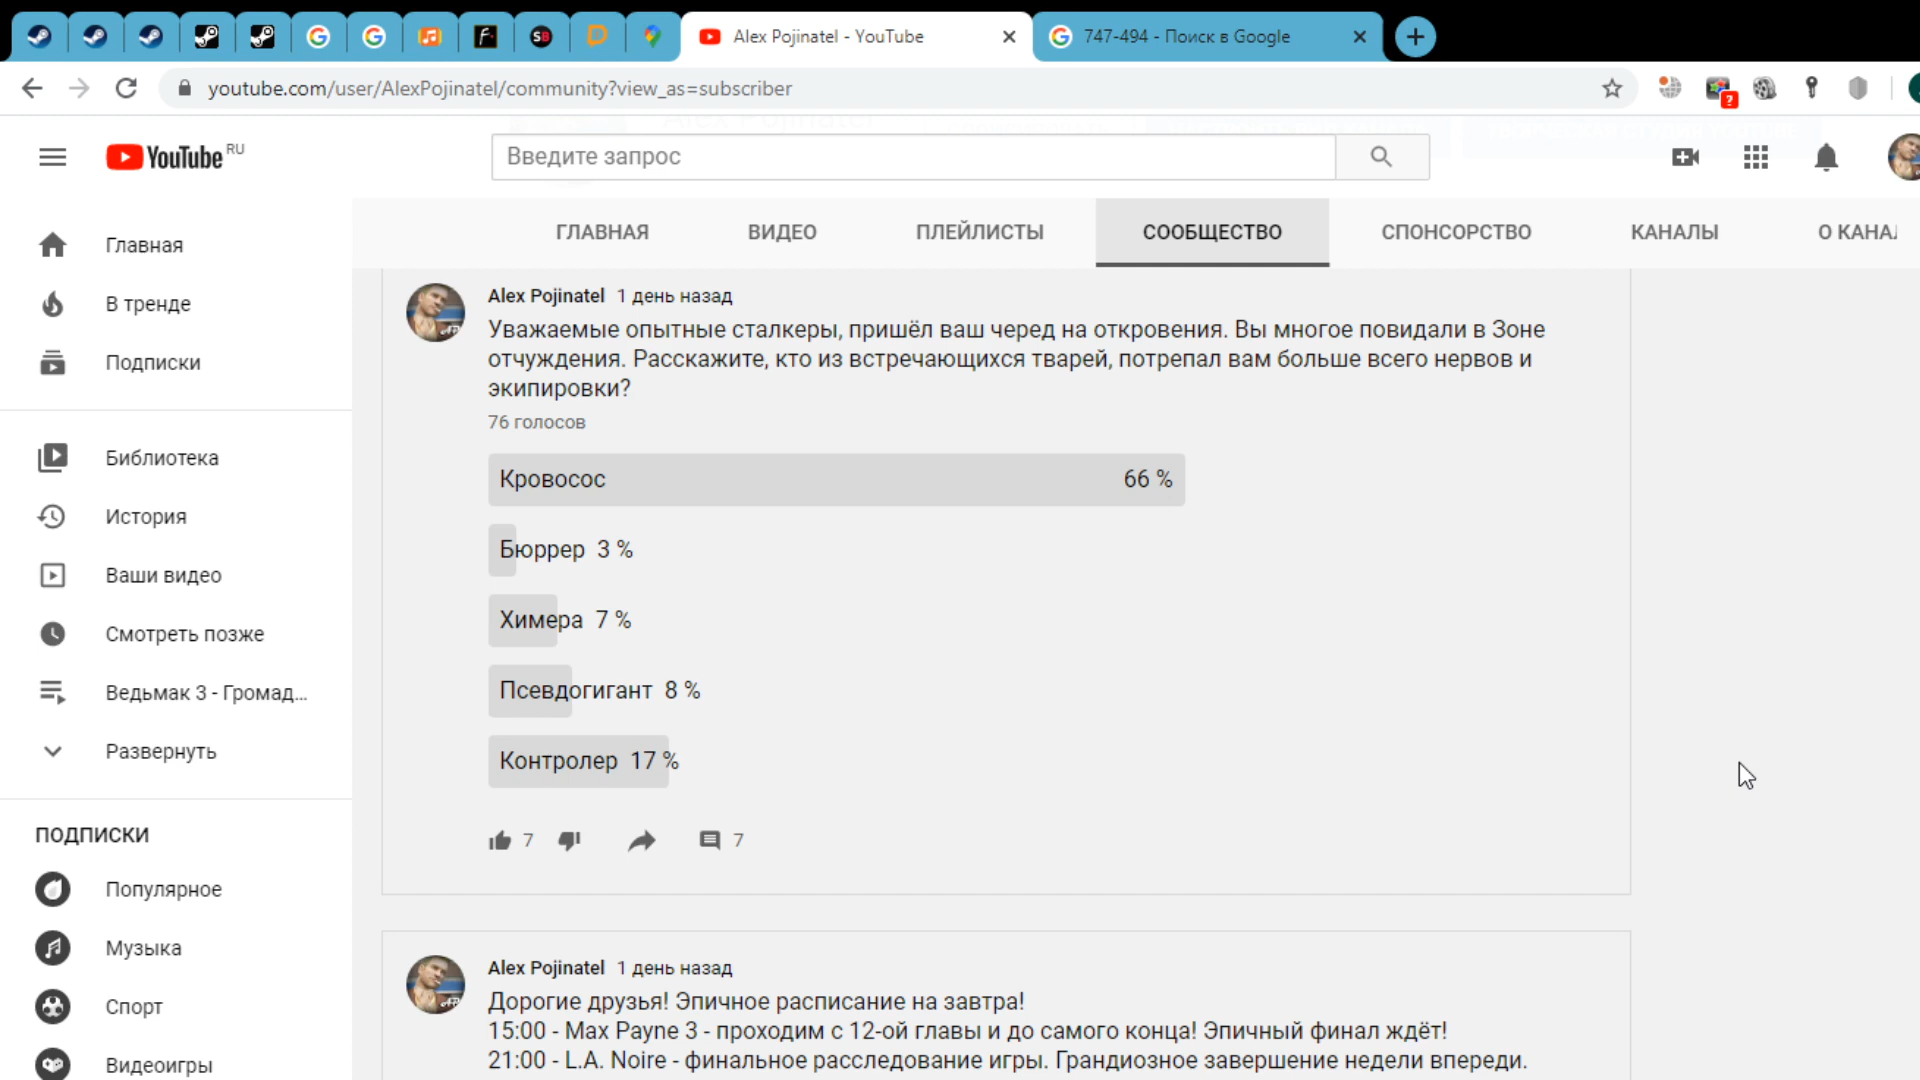 Alex Pojinatel - YouTube
747-494 - Поиск в Google
youtube.com/user/AlexPojinatel/community?view_as=subscriber
YouTube RU
Введите запрос
ГЛАВНАЯ ВИДЕО ПЛЕЙЛИСТЫ СООБЩЕСТВО СПОНСОРСТВО КАНАЛЫ О КАНАЛ
Главная
В тренде
Подписки
Библиотека
История
Ваши видео
Смотреть позже
Ведьмак 3 - Громад...
Развернуть
ПОДПИСКИ
Популярное
Музыка
Спорт
Видеоигры
Alex Pojinatel 1 день назад
Уважаемые опытные сталкеры, пришёл ваш черед на откровения. Вы многое повидали в Зоне
отчуждения. Расскажите, кто из встречающихся тварей, потрепал вам больше всего нервов и
экипировки?
76 голосов
Кровосос 66 %
Бюррер 3 %
Химера 7 %
Псевдогигант 8 %
Контролер 17 %
7 7
Alex Pojinatel 1 день назад
Дорогие друзья! Эпичное расписание на завтра!
15:00 - Max Payne 3 - проходим с 12-ой главы и до самого конца! Эпичный финал ждёт!
21:00 - L.A. Noire - финальное расследование игры. Грандиозное завершение недели впереди.